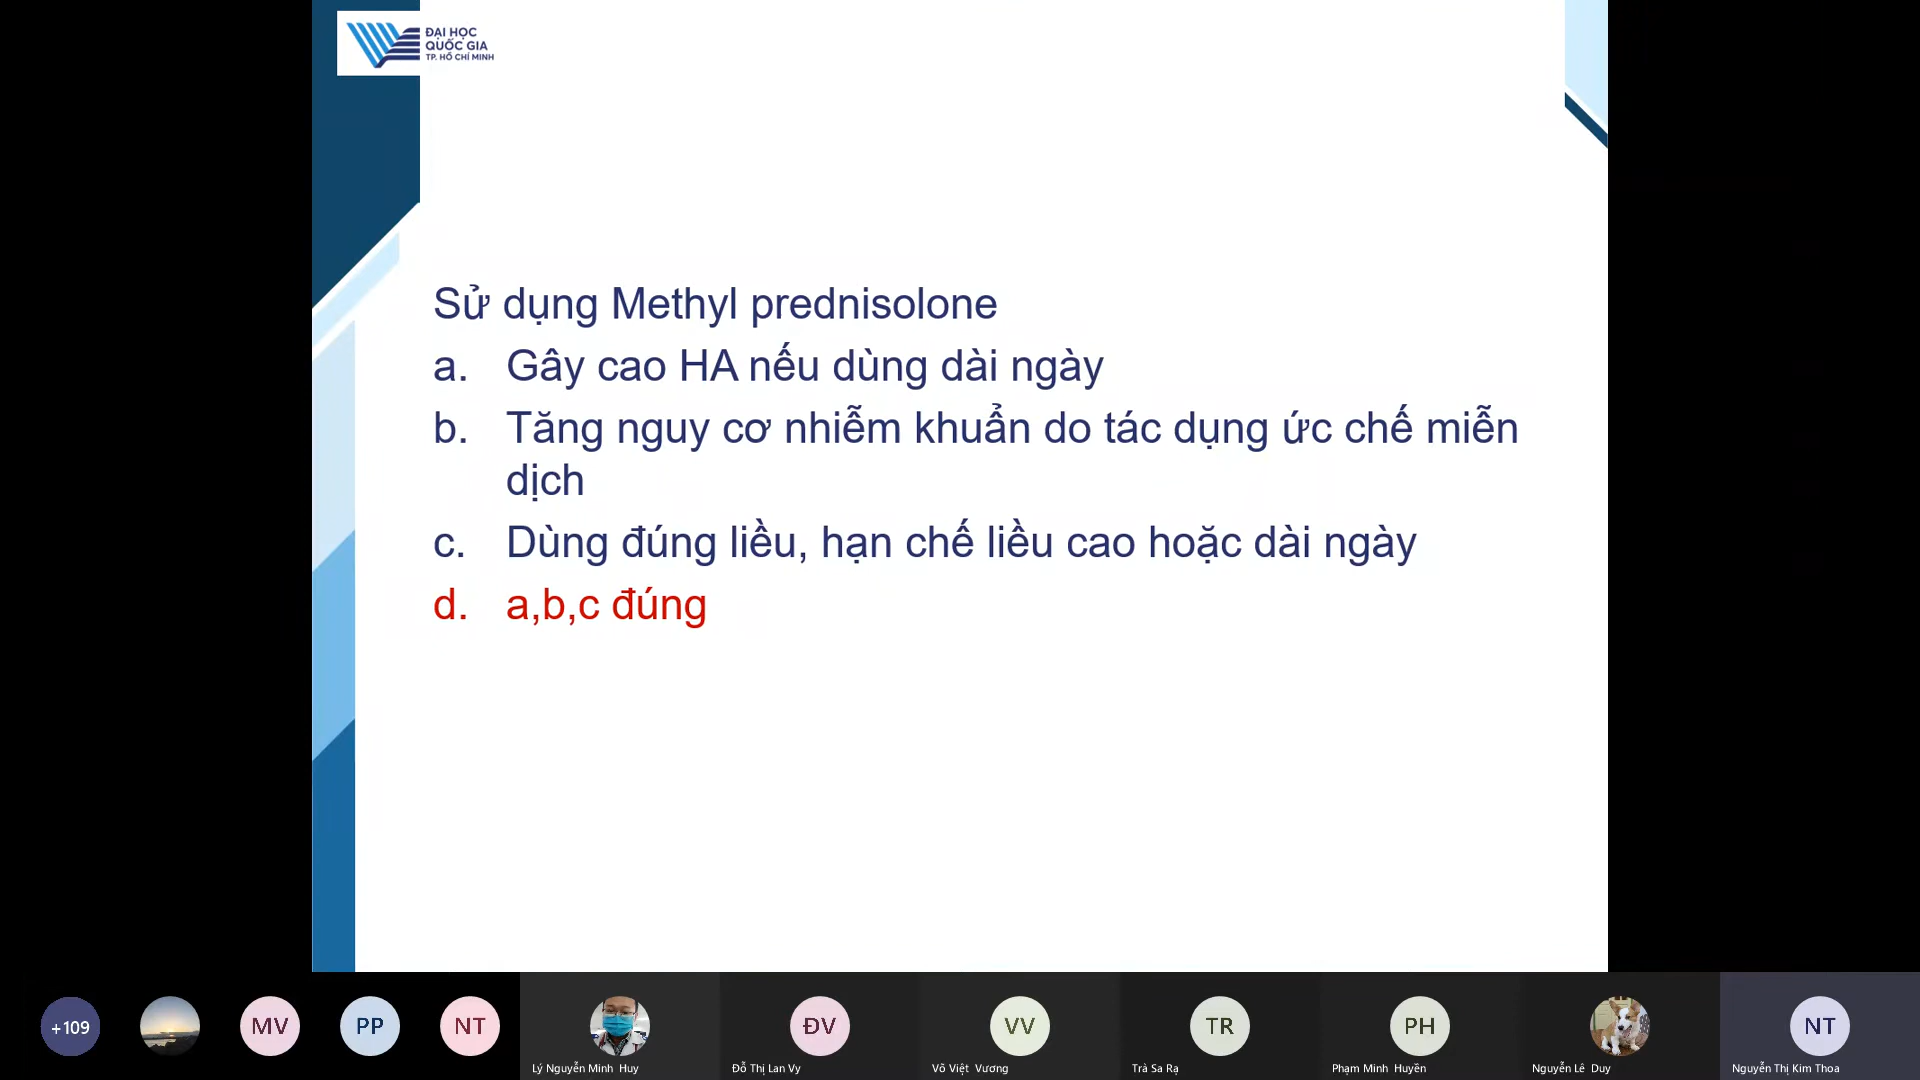 ĐẠI HỌC
QUỐC GIA
TP. HỒ CHÍ MINH
Sử dụng Methyl prednisolone
a. Gây cao HA nếu dùng dài ngày
b. Tăng nguy cơ nhiễm khuẩn do tác dụng ức chế miễn
dịch
c. Dùng đúng liều, hạn chế liều cao hoặc dài ngày
d. a,b,c đúng
+109
MV
PP
NT
ĐV
VV
TR
PH
NT
Lý Nguyễn Minh Huy
Đỗ Thị Lan Vy
Võ Việt Vương
Trà Sa Rạ
Phạm Minh Huyền
Nguyễn Lê Duy
Nguyễn Thị Kim Thoa